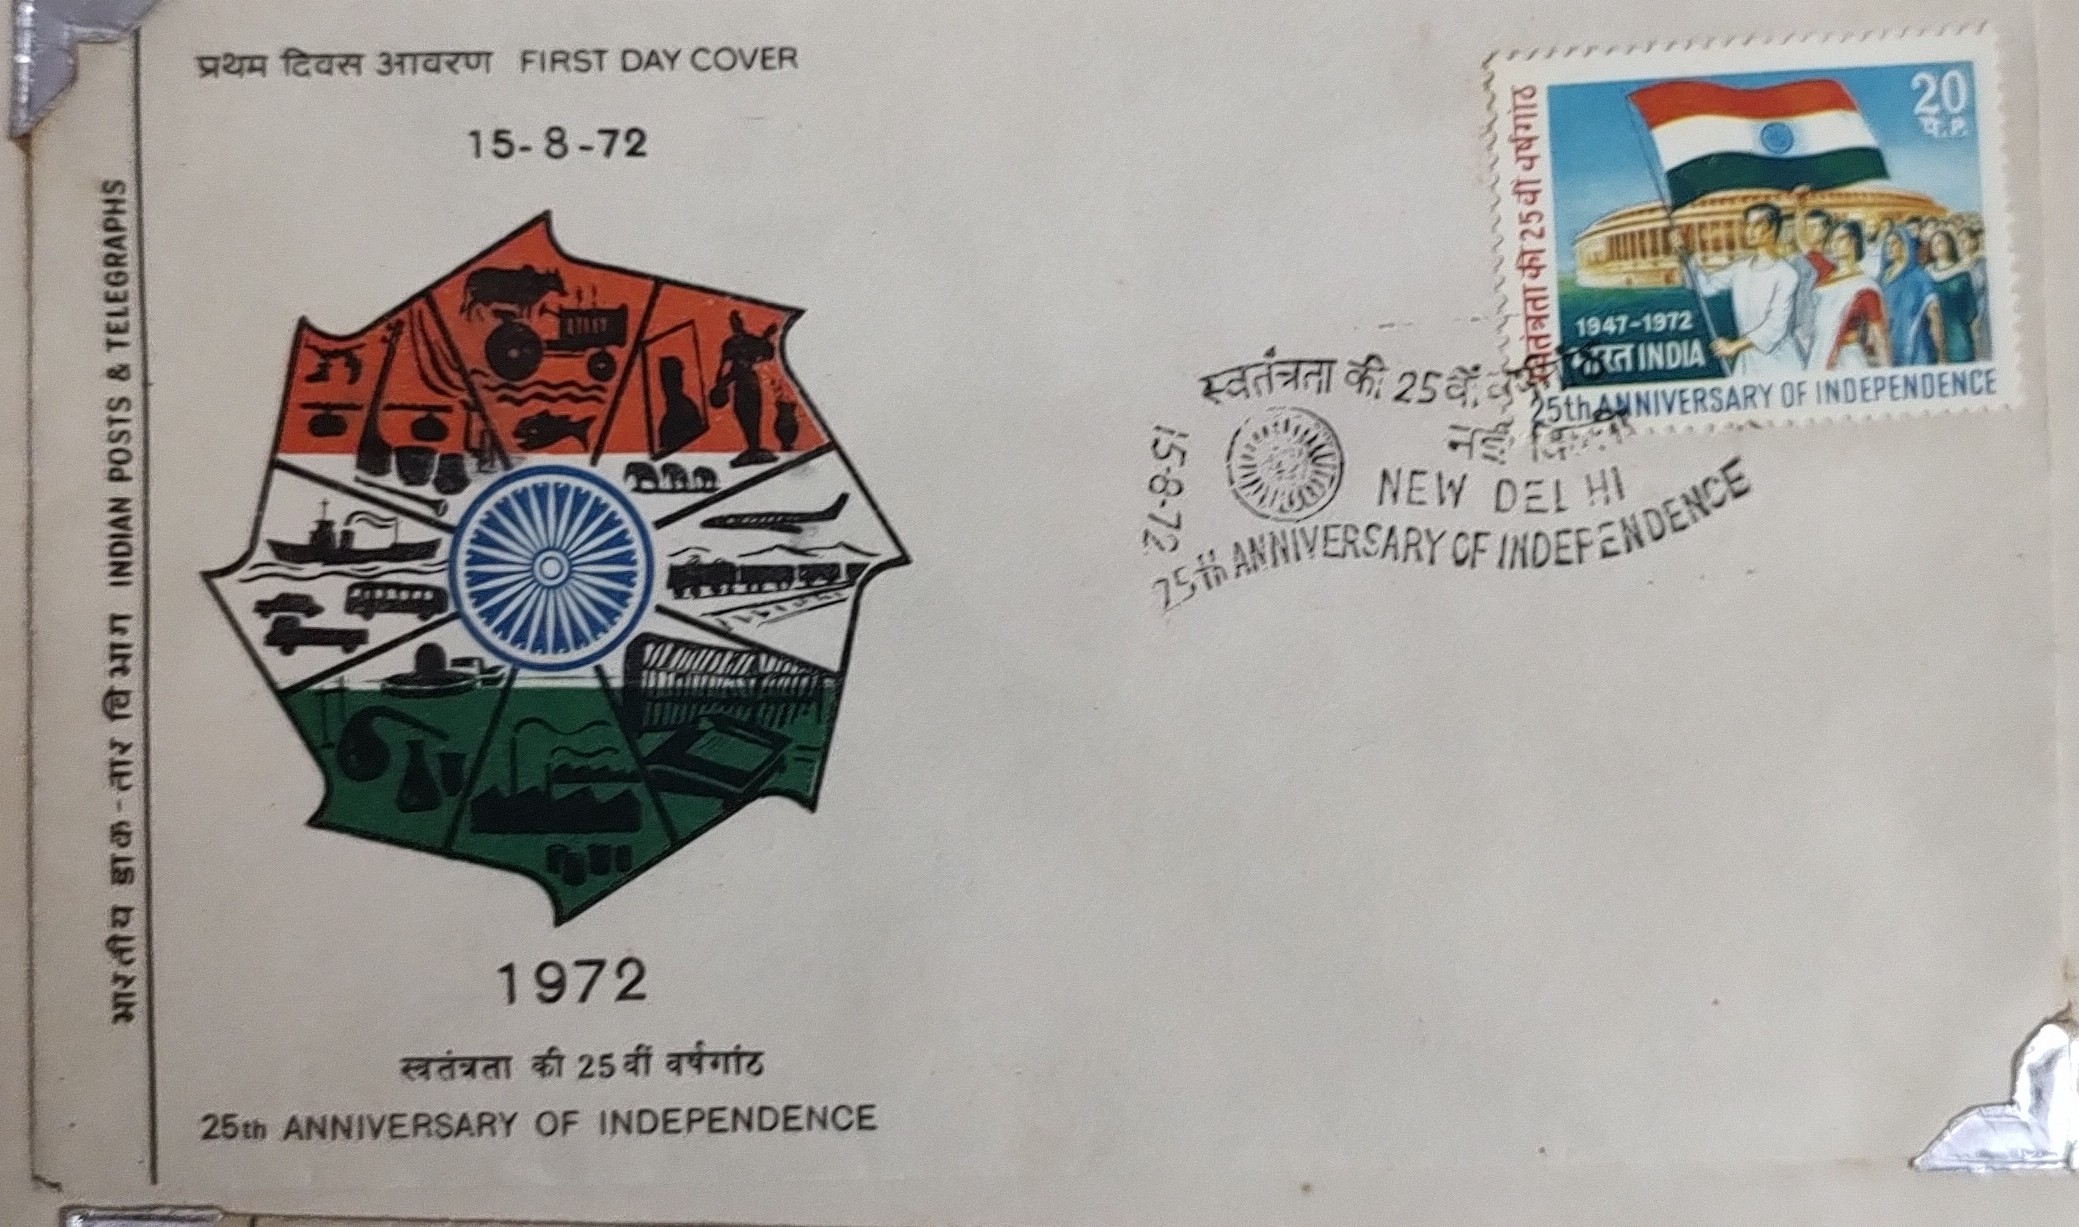 प्रथम दिवस आवरण FIRST DAY COVER
15-8-72
भारतीय डाक-तार विभाग INDIAN POSTS & TELEGRAPHS
1972
स्वतंत्रता की 25वीं वर्षगांठ
25th ANNIVERSARY OF INDEPENDENCE
20
पै. P.
स्वतंत्रता की 25वीं वर्षगांठ
1947-1972
भारत INDIA
25th ANNIVERSARY OF INDEPENDENCE
स्वतंत्रता की 25वीं
15-8-72
NEW DELHI
25th ANNIVERSARY OF INDEPENDENCE